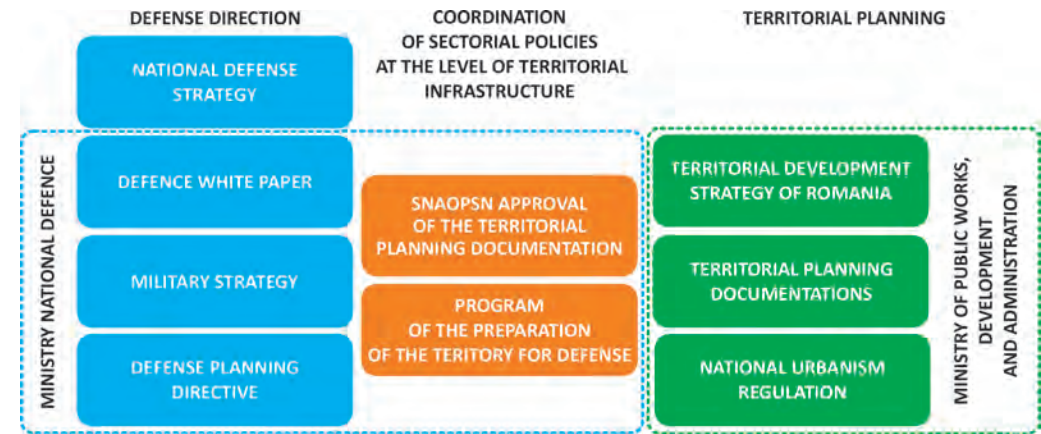 DEFENSE DIRECTION
COORDINATION
OF SECTORIAL POLICIES
AT THE LEVEL OF TERRITORIAL
INFRASTRUCTURE
TERRITORIAL PLANNING
NATIONAL DEFENSE
STRATEGY
MINISTRY NATIONAL DEFENCE
DEFENCE WHITE PAPER
MILITARY STRATEGY
DEFENSE PLANNING
DIRECTIVE
SNAOPSN APPROVAL
OF THE TERRITORIAL
PLANNING DOCUMENTATION
PROGRAM
OF THE PREPARATION
OF THE TERITORY FOR DEFENSE
TERRITORIAL DEVELOPMENT
STRATEGY OF ROMANIA
TERRITORIAL PLANNING
DOCUMENTATIONS
NATIONAL URBANISM
REGULATION
MINISTRY OF PUBLIC WORKS,
DEVELOPMENT
AND ADMINISTRATION